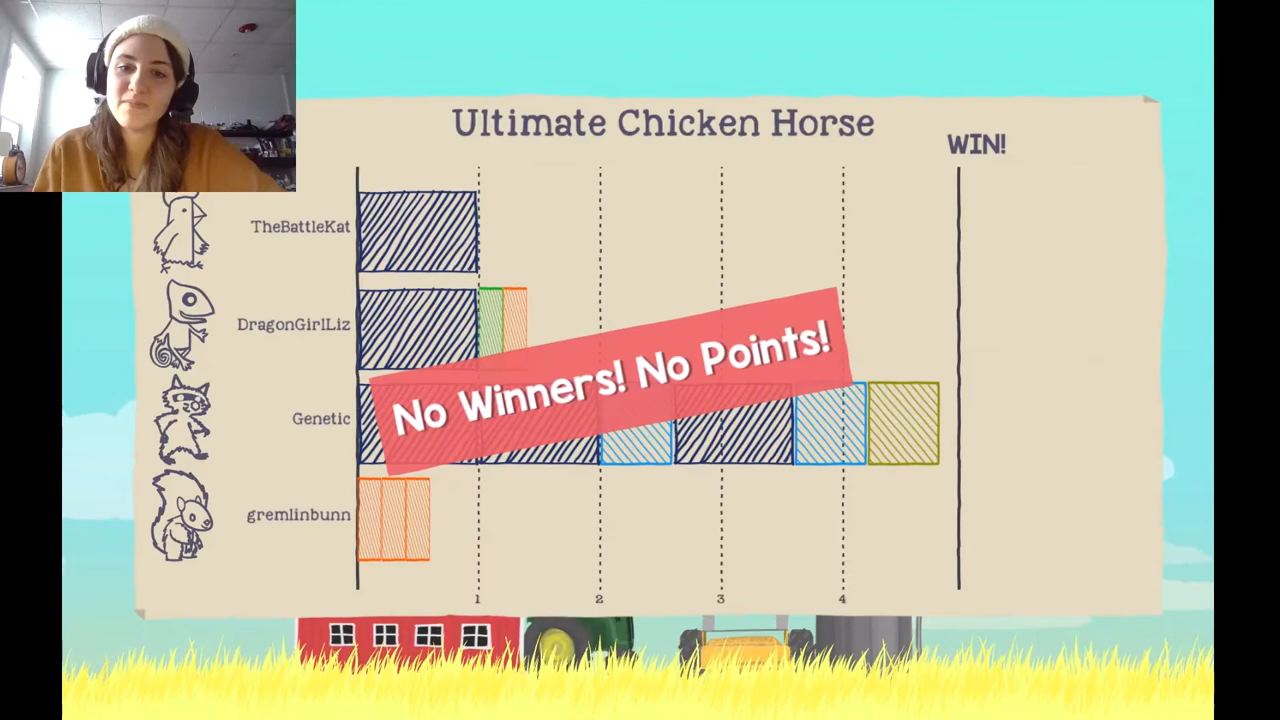 Ultimate Chicken Horse
WIN!
TheBattleKat
DragonGirlLiz
No Winners! No Points!
Genetic
gremlinbunn
1 2 3 4